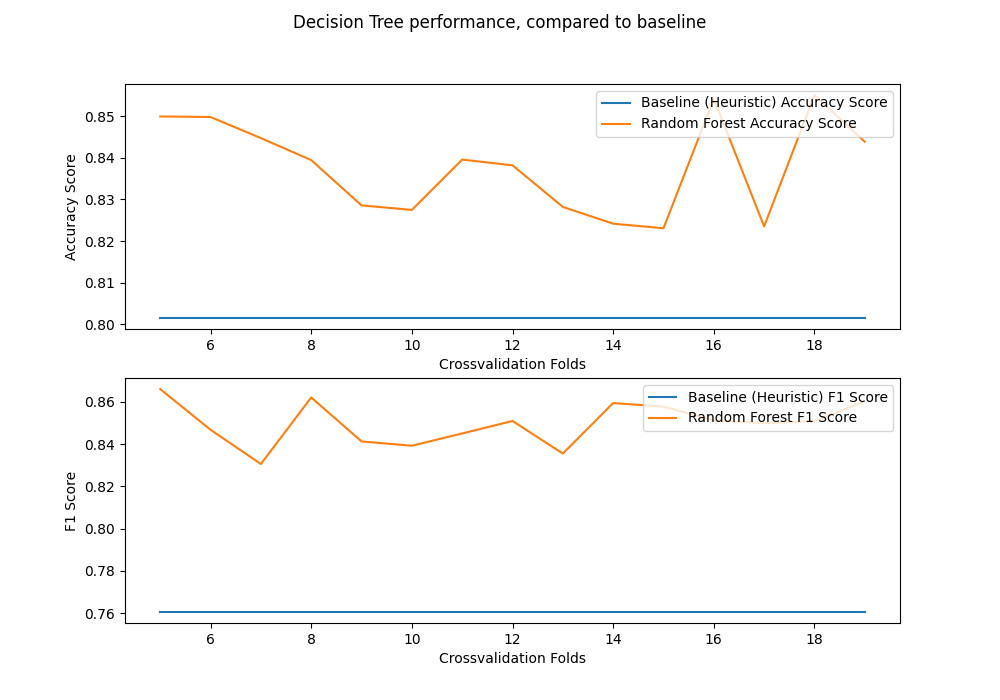 Decision Tree performance, compared to baseline
Baseline (Heuristic) Accuracy Score
Random Forest Accuracy Score
0.85
0.84
0.83
0.82
0.81
0.80
Accuracy Score
6 8 10 12 14 16 18
Crossvalidation Folds
Baseline (Heuristic) F1 Score
Random Forest F1 Score
0.86
0.84
0.82
0.80
0.78
0.76
F1 Score
6 8 10 12 14 16 18
Crossvalidation Folds